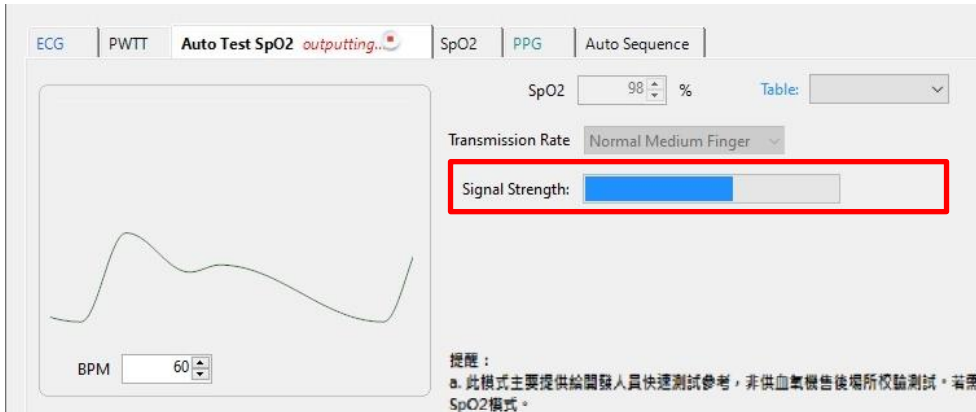 ECG PWTT Auto Test SpO2 outputting... SpO2 PPG Auto Sequence
SpO2 98 % Table:
Transmission Rate Normal Medium Finger
Signal Strength:
BPM 60
提醒：
a. 此模式主要提供給開發人員快速測試參考，非供血氧機售後場所校驗測試。若需
SpO2模式。